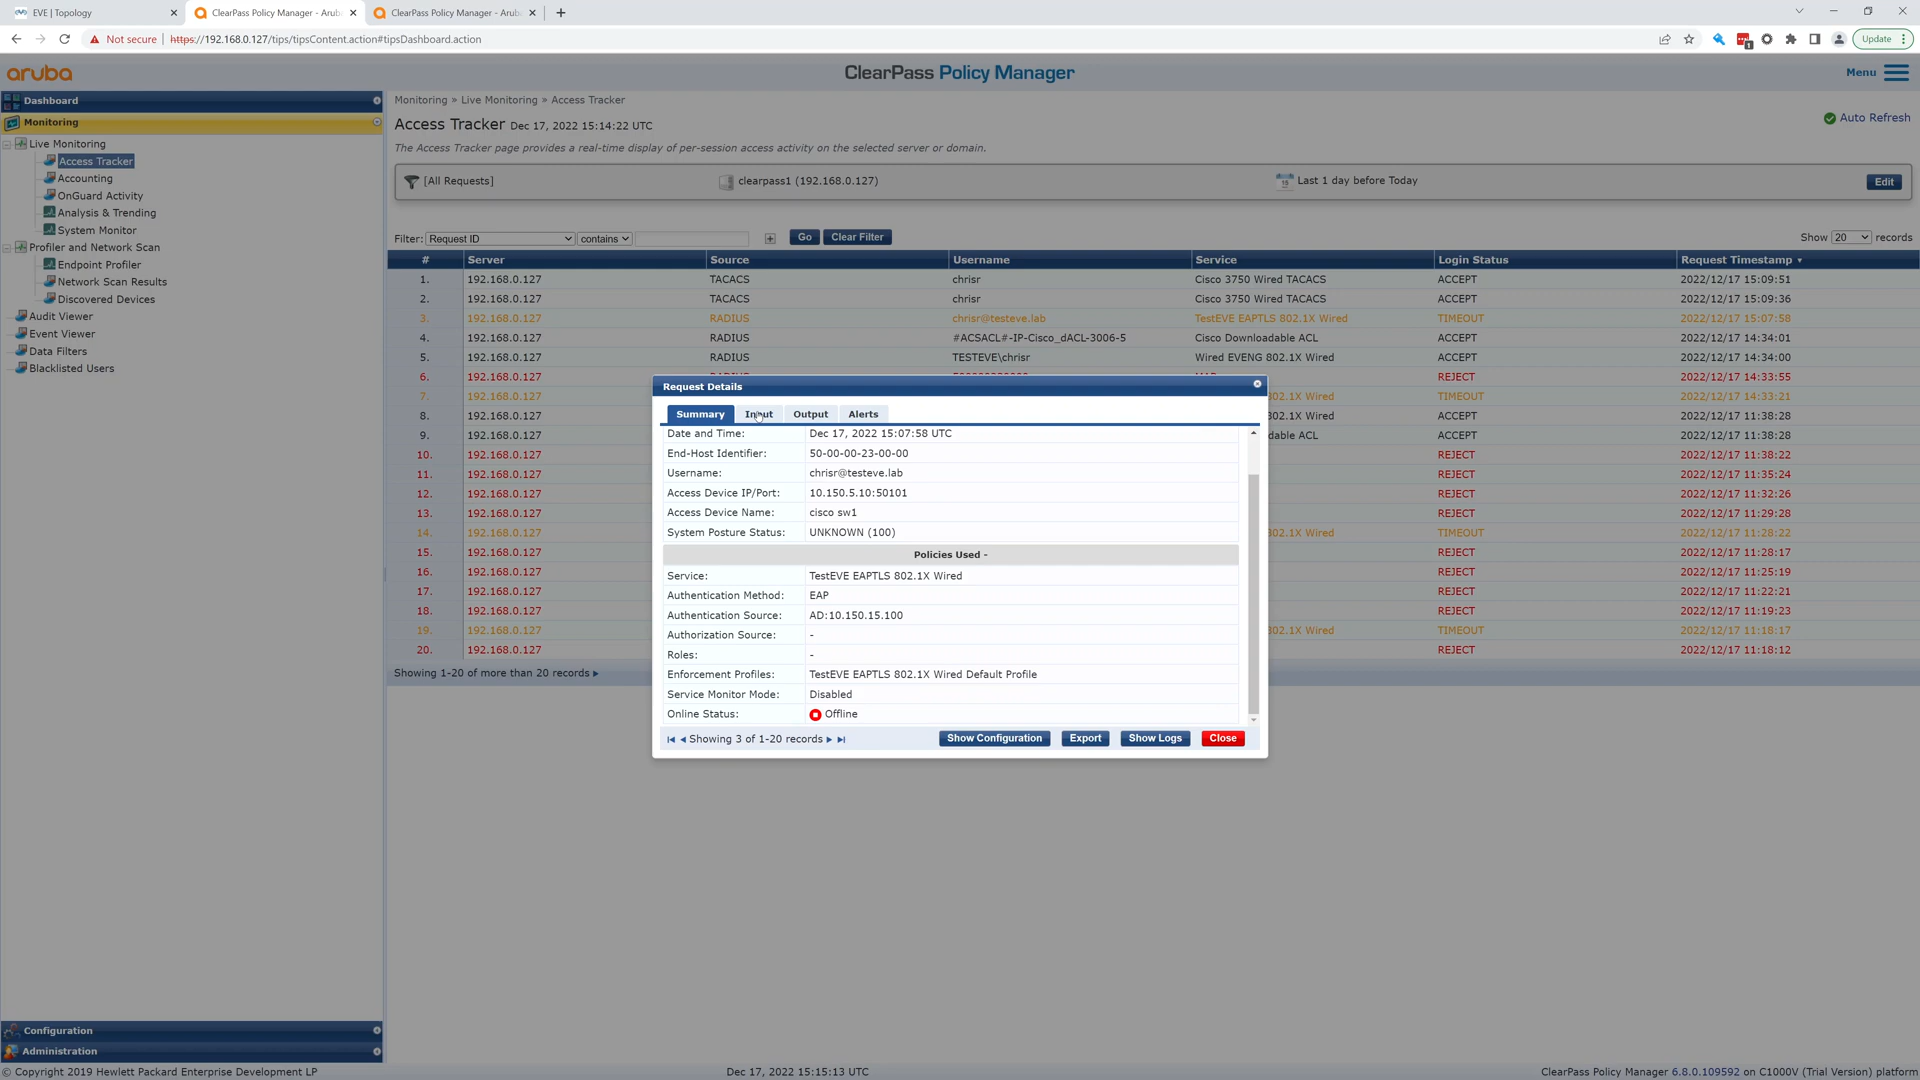 EVE | Topology
ClearPass Policy Manager - Arub
ClearPass Policy Manager - Aru
Not secure
https://192.168.0.127/tips/tipsContent.action#tipsDashboard.action
Update
aruba
ClearPass Policy Manager
Menu
Dashboard
Monitoring
Live Monitoring
Access Tracker
Accounting
OnGuard Activity
Analysis & Trending
System Monitor
Profiler and Network Scan
Endpoint Profiler
Network Scan Results
Discovered Devices
Audit Viewer
Event Viewer
Data Filters
Blacklisted Users
Configuration
Administration
Monitoring » Live Monitoring » Access Tracker
Access Tracker Dec 17, 2022 15:14:22 UTC
Auto Refresh
The Access Tracker page provides a real-time display of per-session access activity on the selected server or domain.
[All Requests] clearpass1 (192.168.0.127) Last 1 day before Today Edit
Filter: Request ID contains Go Clear Filter Show 20 records
# Server Source Username Service Login Status Request Timestamp
1. 192.168.0.127 TACACS chrisr Cisco 3750 Wired TACACS ACCEPT 2022/12/17 15:09:51
2. 192.168.0.127 TACACS chrisr Cisco 3750 Wired TACACS ACCEPT 2022/12/17 15:09:36
3. 192.168.0.127 RADIUS chrisr@testeve.lab TestEVE EAPTLS 802.1X Wired TIMEOUT 2022/12/17 15:07:58
4. 192.168.0.127 RADIUS #ACSACL#-IP-Cisco_dACL-3006-5 Cisco Downloadable ACL ACCEPT 2022/12/17 14:34:01
5. 192.168.0.127 RADIUS TESTEVE\chrisr Wired EVENG 802.1X Wired ACCEPT 2022/12/17 14:34:00
6. 192.168.0.127 REJECT 2022/12/17 14:33:55
7. 192.168.0.127 802.1X Wired TIMEOUT 2022/12/17 14:33:21
8. 192.168.0.127 802.1X Wired ACCEPT 2022/12/17 11:38:28
9. 192.168.0.127 dable ACL ACCEPT 2022/12/17 11:38:28
10. 192.168.0.127 REJECT 2022/12/17 11:38:22
11. 192.168.0.127 REJECT 2022/12/17 11:35:24
12. 192.168.0.127 REJECT 2022/12/17 11:32:26
13. 192.168.0.127 REJECT 2022/12/17 11:29:28
14. 192.168.0.127 802.1X Wired TIMEOUT 2022/12/17 11:28:22
15. 192.168.0.127 REJECT 2022/12/17 11:28:17
16. 192.168.0.127 REJECT 2022/12/17 11:25:19
17. 192.168.0.127 REJECT 2022/12/17 11:22:21
18. 192.168.0.127 REJECT 2022/12/17 11:19:23
19. 192.168.0.127 802.1X Wired TIMEOUT 2022/12/17 11:18:17
20. 192.168.0.127 REJECT 2022/12/17 11:18:12
Showing 1-20 of more than 20 records
Request Details
Summary Input Output Alerts
Date and Time: Dec 17, 2022 15:07:58 UTC
End-Host Identifier: 50-00-00-23-00-00
Username: chrisr@testeve.lab
Access Device IP/Port: 10.150.5.10:50101
Access Device Name: cisco sw1
System Posture Status: UNKNOWN (100)
Policies Used -
Service: TestEVE EAPTLS 802.1X Wired
Authentication Method: EAP
Authentication Source: AD:10.150.15.100
Authorization Source: -
Roles: -
Enforcement Profiles: TestEVE EAPTLS 802.1X Wired Default Profile
Service Monitor Mode: Disabled
Online Status: Offline
Showing 3 of 1-20 records Show Configuration Export Show Logs Close
© Copyright 2019 Hewlett Packard Enterprise Development LP
Dec 17, 2022 15:15:13 UTC
ClearPass Policy Manager 6.8.0.109592 on C1000V (Trial Version) platform